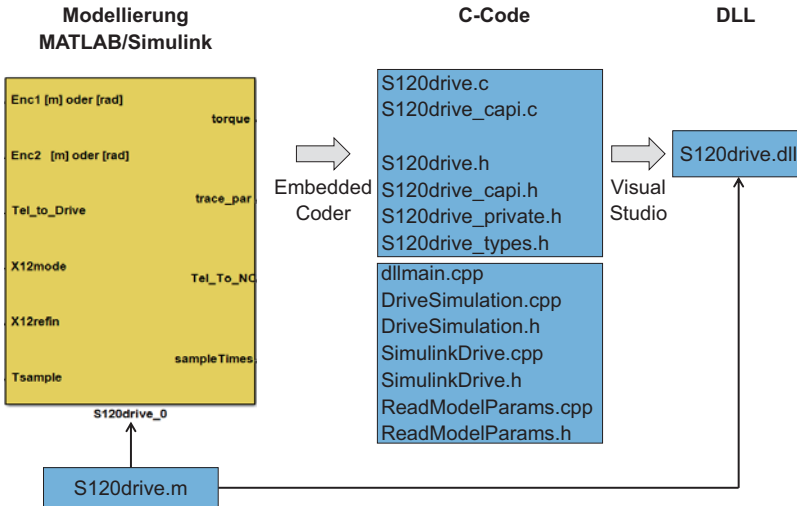 Modellierung
MATLAB/Simulink
C-Code
DLL
Enc1 [m] oder [rad]
torque
Enc2 [m] oder [rad]
trace_par
Tel_to_Drive
X12mode
Tel_To_NC
X12refin
sampleTimes
Tsample
S120drive_0
S120drive.m
Embedded
Coder
S120drive.c
S120drive_capi.c
S120drive.h
S120drive_capi.h
S120drive_private.h
S120drive_types.h
dllmain.cpp
DriveSimulation.cpp
DriveSimulation.h
SimulinkDrive.cpp
SimulinkDrive.h
ReadModelParams.cpp
ReadModelParams.h
Visual
Studio
S120drive.dll